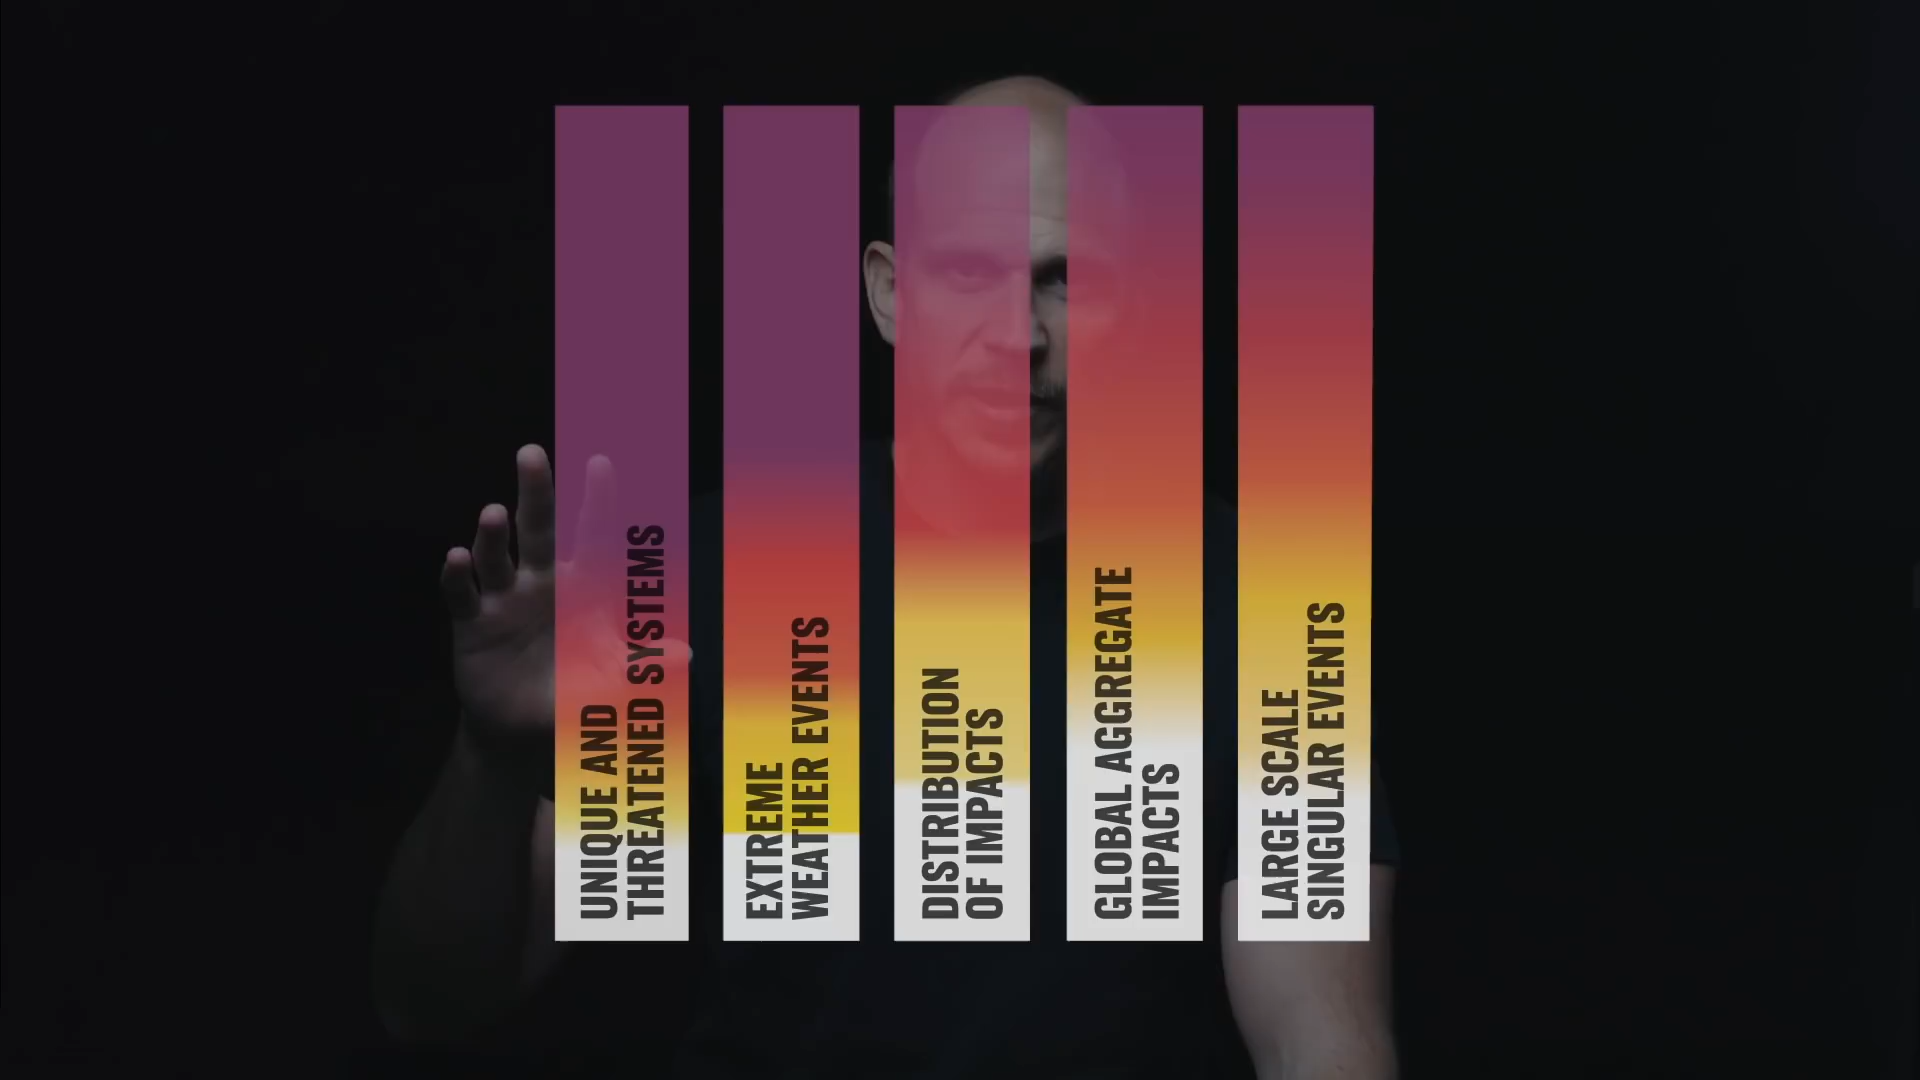 UNIQUE AND
THREATENED SYSTEMS
EXTREME
WEATHER EVENTS
DISTRIBUTION
OF IMPACTS
GLOBAL AGGREGATE
IMPACTS
LARGE SCALE
SINGULAR EVENTS